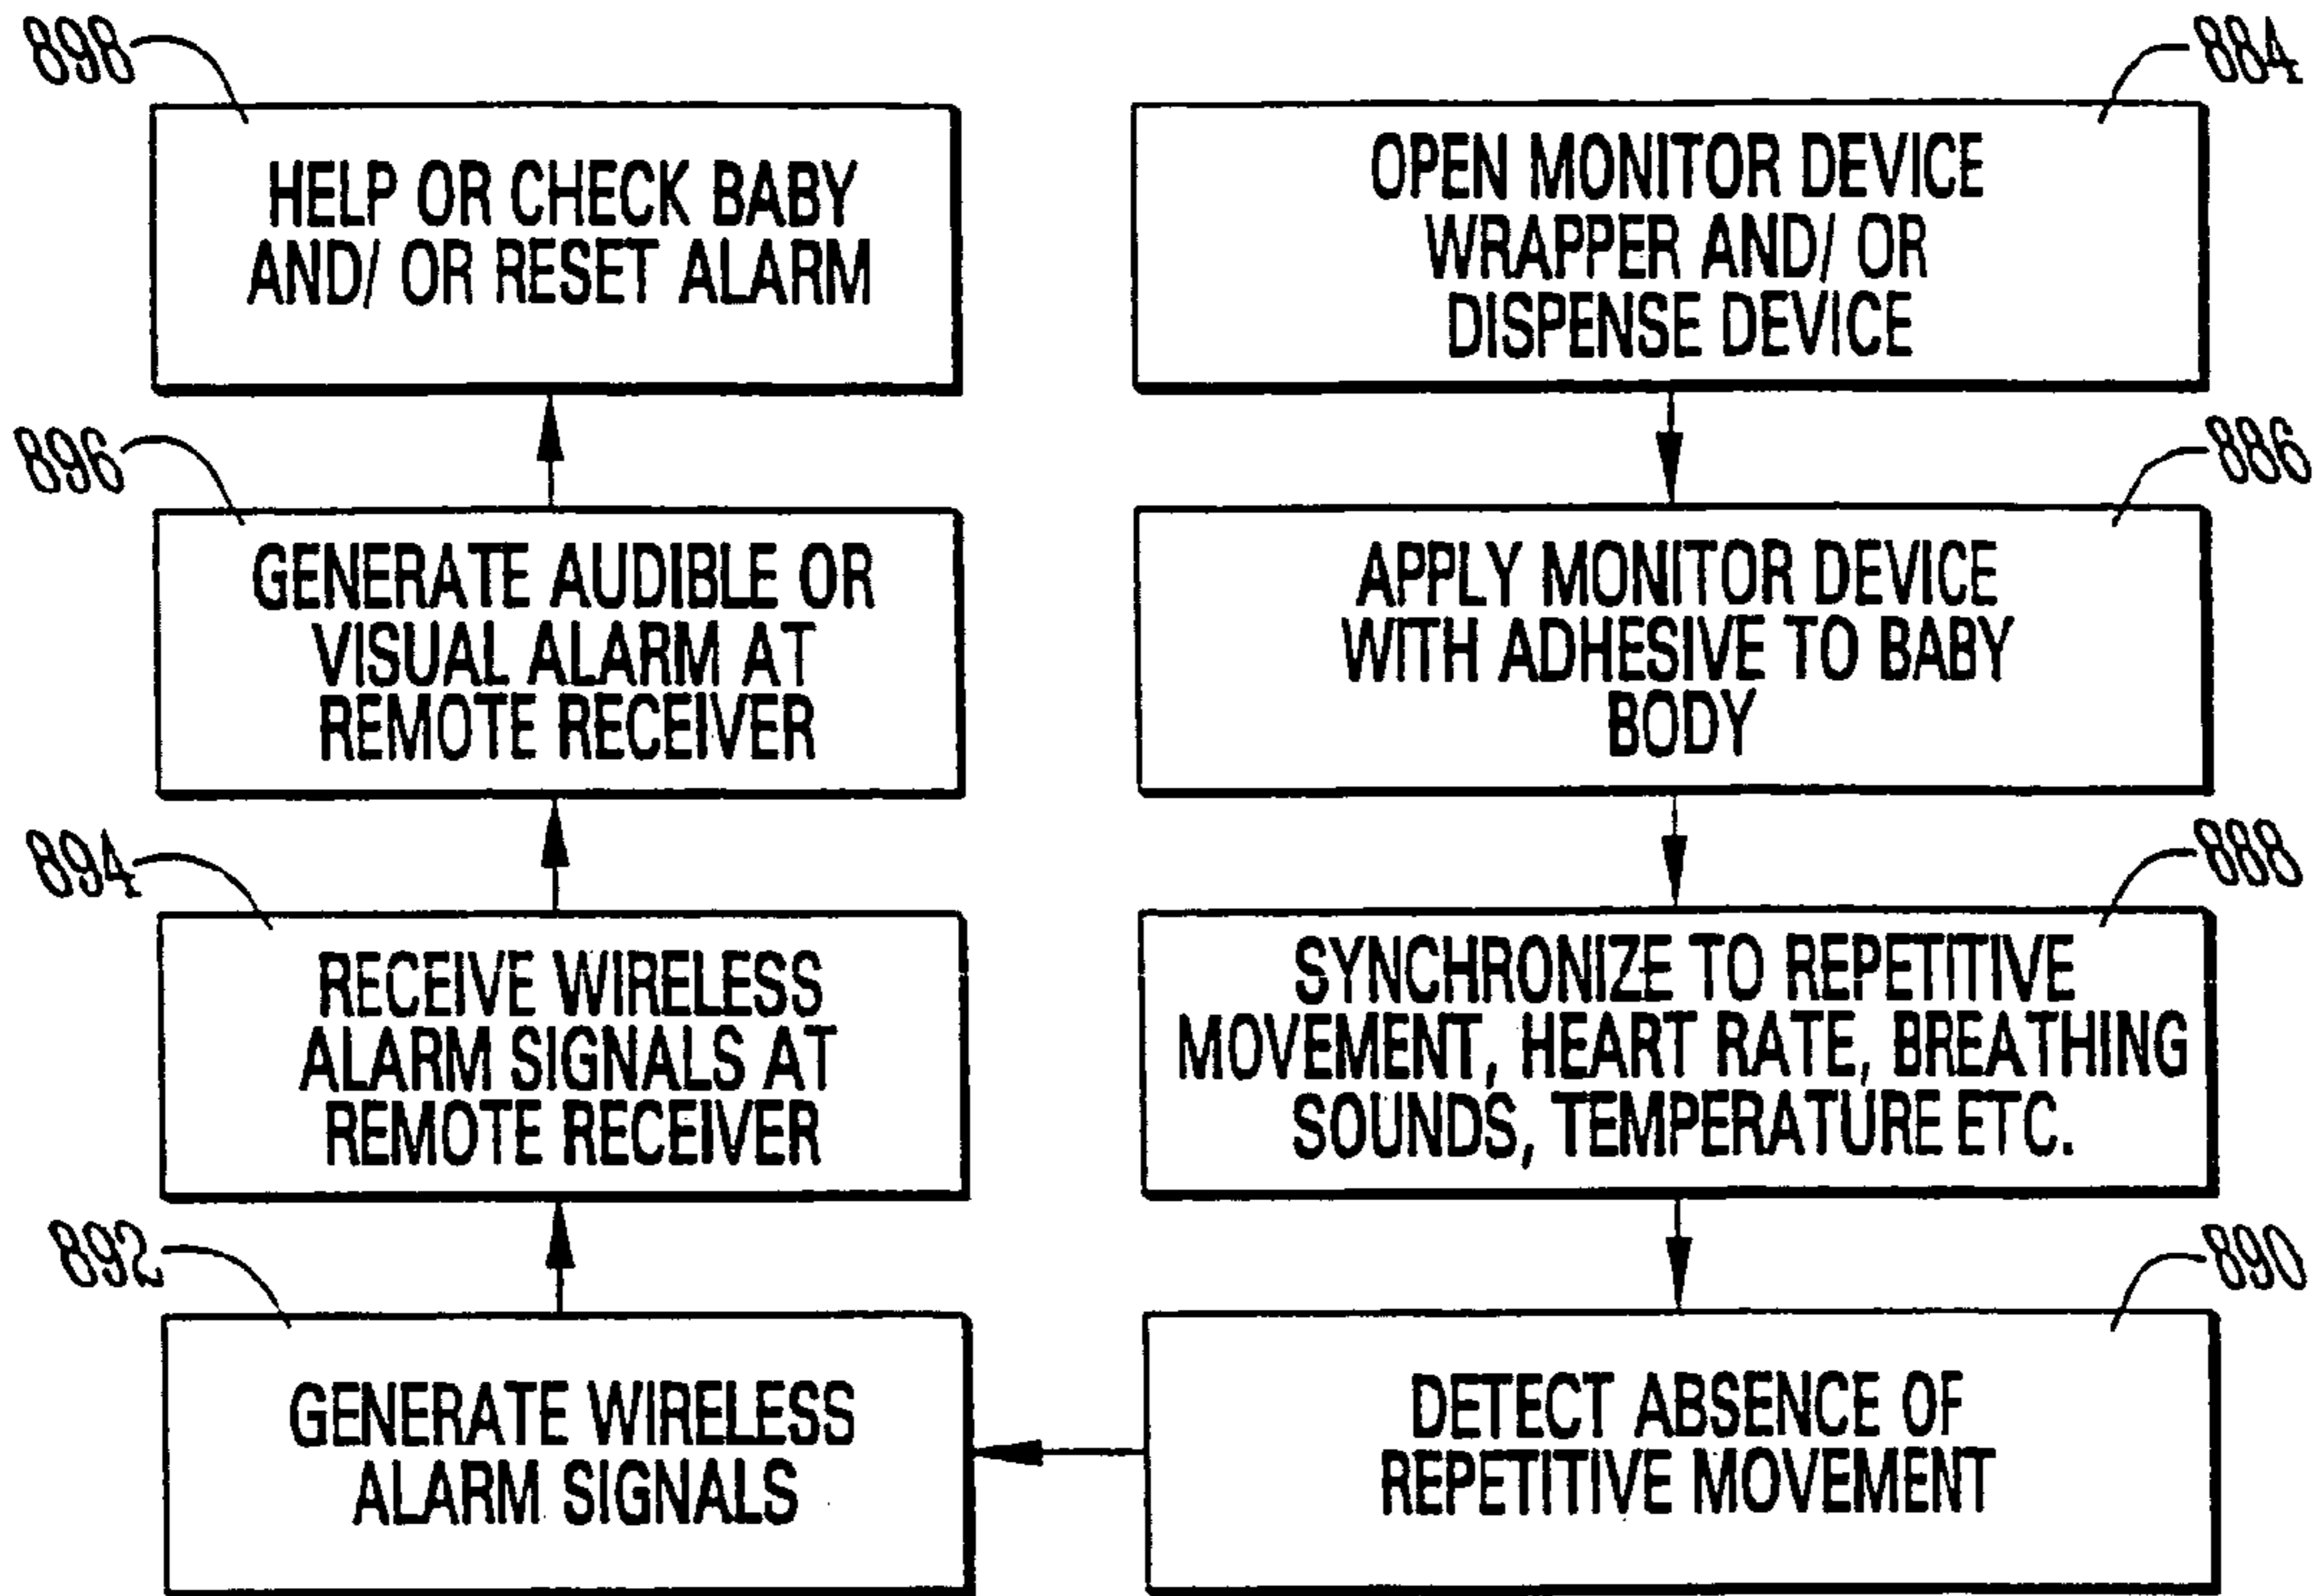 898
HELP OR CHECK BABY
AND/ OR RESET ALARM
884
OPEN MONITOR DEVICE
WRAPPER AND/ OR
DISPENSE DEVICE
896
GENERATE AUDIBLE OR
VISUAL ALARM AT
REMOTE RECEIVER
886
APPLY MONITOR DEVICE
WITH ADHESIVE TO BABY
BODY
894
RECEIVE WIRELESS
ALARM SIGNALS AT
REMOTE RECEIVER
888
SYNCHRONIZE TO REPETITIVE
MOVEMENT, HEART RATE, BREATHING
SOUNDS, TEMPERATURE ETC.
892
GENERATE WIRELESS
ALARM SIGNALS
890
DETECT ABSENCE OF
REPETITIVE MOVEMENT